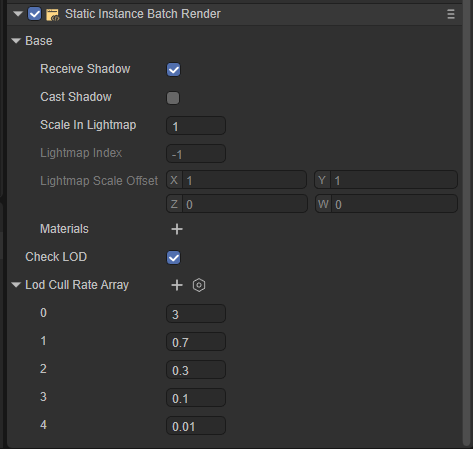 Static Instance Batch Render
Base
Receive Shadow
Cast Shadow
Scale In Lightmap 1
Lightmap Index -1
Lightmap Scale Offset X 1 Y 1
Z 0 W 0
Materials
Check LOD
Lod Cull Rate Array
0 3
1 0.7
2 0.3
3 0.1
4 0.01